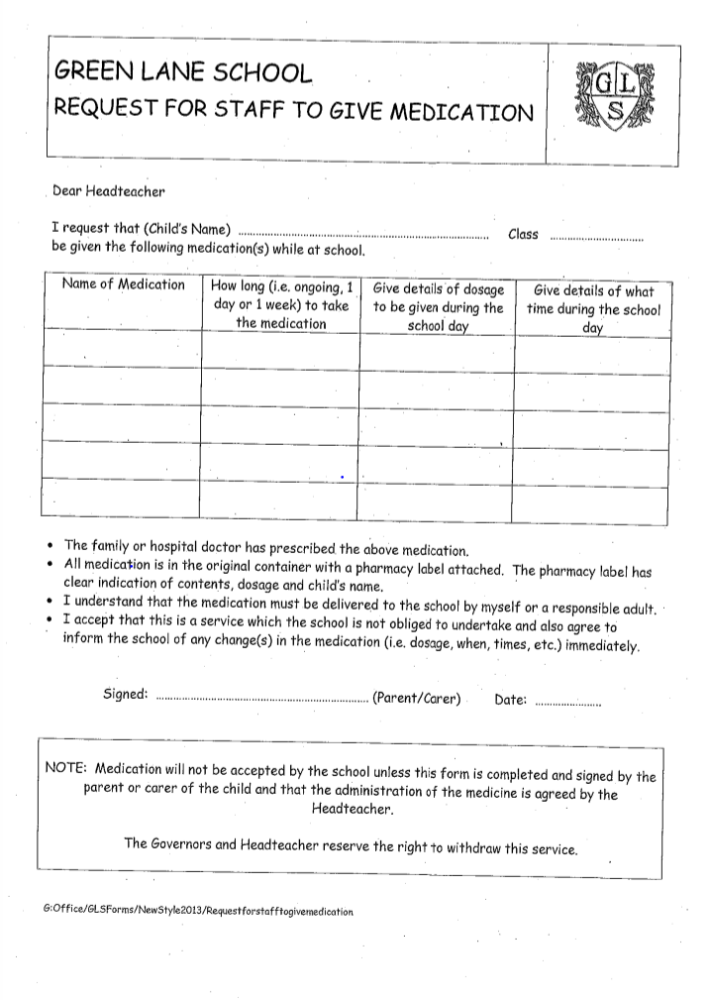 GREEN LANE SCHOOL
REQUEST FOR STAFF TO GIVE MEDICATION
G L
S
Dear Headteacher
I request that (Child's Name) .......................................................................... Class ..............................
be given the following medication(s) while at school.
Name of Medication
How long (i.e. ongoing, 1
day or 1 week) to take
the medication
Give details of dosage
to be given during the
school day
Give details of what
time during the school
day
• The family or hospital doctor has prescribed the above medication.
• All medication is in the original container with a pharmacy label attached. The pharmacy label has
clear indication of contents, dosage and child's name.
• I understand that the medication must be delivered to the school by myself or a responsible adult.
• I accept that this is a service which the school is not obliged to undertake and also agree to
inform the school of any change(s) in the medication (i.e. dosage, when, times, etc.) immediately.
Signed: .......................................................................... (Parent/Carer) Date: .......................
NOTE: Medication will not be accepted by the school unless this form is completed and signed by the
parent or carer of the child and that the administration of the medicine is agreed by the
Headteacher.
The Governors and Headteacher reserve the right to withdraw this service.
G:Office/GLSForms/NewStyle2013/Requestforstafftogivemedication